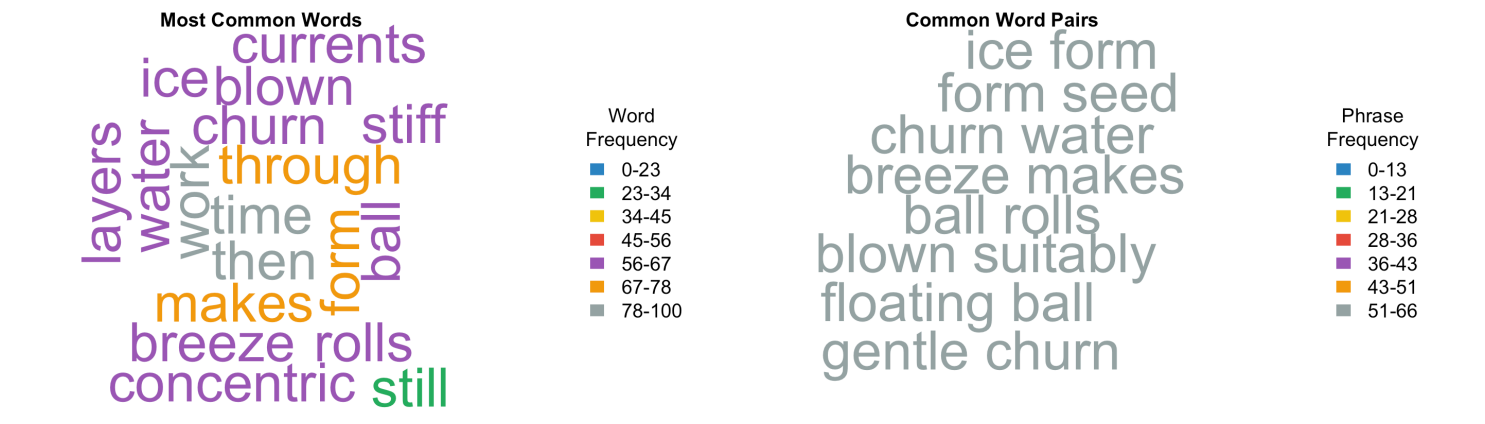 Most Common Words
currents
ice blown
churn stiff
layers water work through
time
then
form ball
makes
breeze rolls
concentric still
Word
Frequency
0-23
23-34
34-45
45-56
56-67
67-78
78-100
Common Word Pairs
ice form
form seed
churn water
breeze makes
ball rolls
blown suitably
floating ball
gentle churn
Phrase
Frequency
0-13
13-21
21-28
28-36
36-43
43-51
51-66